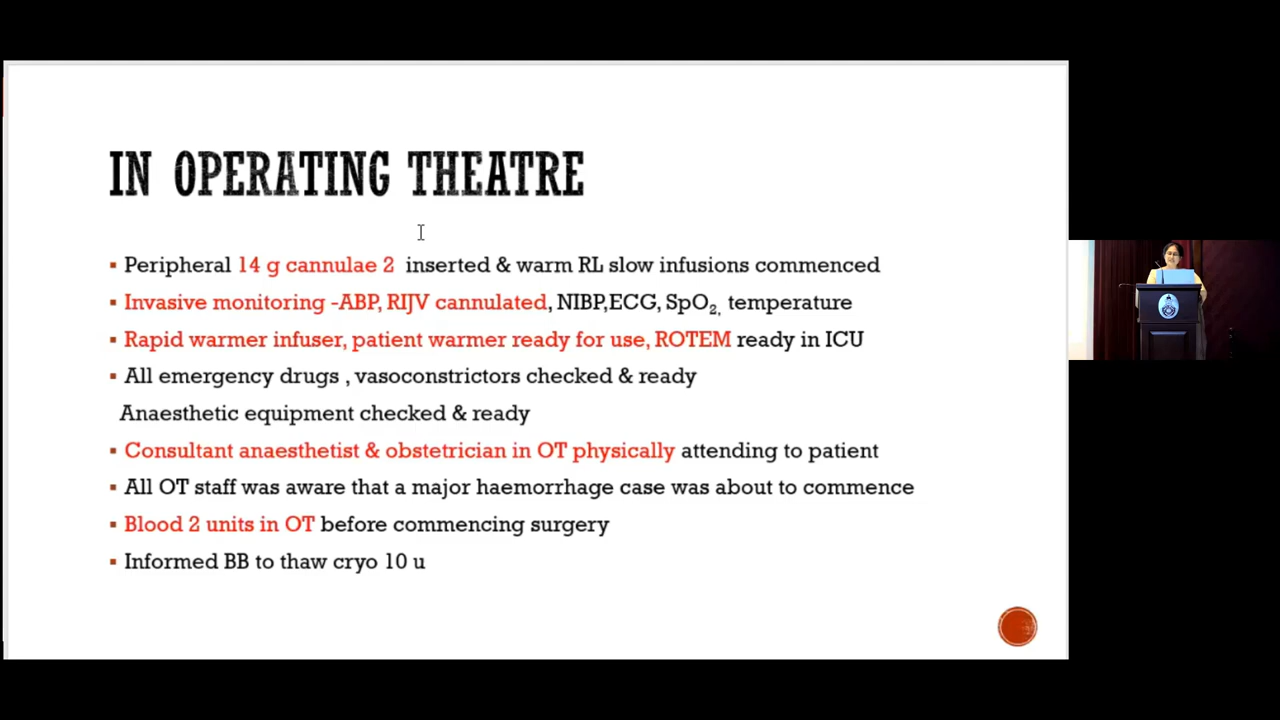 IN OPERATING THEATRE
▪ Peripheral 14 g cannulae 2 inserted & warm RL slow infusions commenced
▪ Invasive monitoring -ABP, RIJV cannulated, NIBP,ECG, SpO₂, temperature
▪ Rapid warmer infuser, patient warmer ready for use, ROTEM ready in ICU
▪ All emergency drugs , vasoconstrictors checked & ready
Anaesthetic equipment checked & ready
▪ Consultant anaesthetist & obstetrician in OT physically attending to patient
▪ All OT staff was aware that a major haemorrhage case was about to commence
▪ Blood 2 units in OT before commencing surgery
▪ Informed BB to thaw cryo 10 u